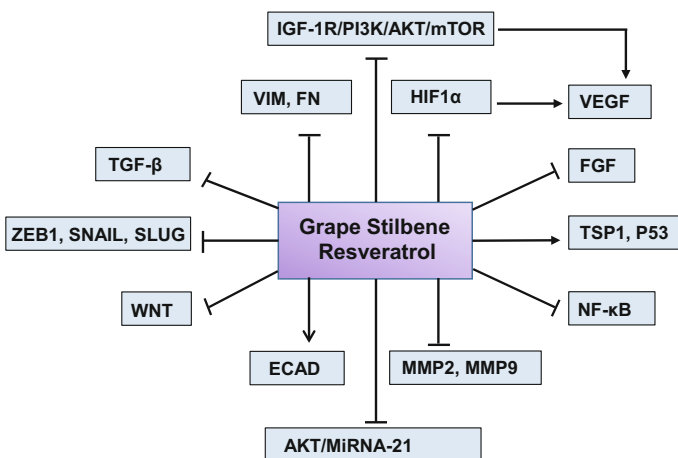 IGF-1R/PI3K/AKT/mTOR
VIM, FN
HIF1α
VEGF
TGF-β
FGF
Grape Stilbene
Resveratrol
ZEB1, SNAIL, SLUG
TSP1, P53
WNT
NF-κB
ECAD
MMP2, MMP9
AKT/MiRNA-21